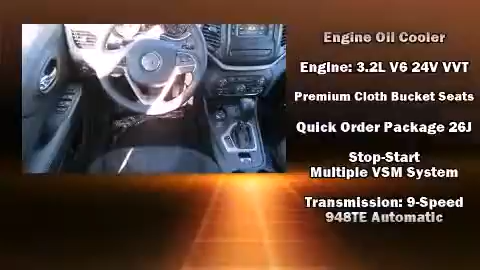 Engine Oil Cooler
Engine: 3.2L V6 24V VVT
Premium Cloth Bucket Seats
Quick Order Package 26J
Stop-Start
Multiple VSM System
Transmission: 9-Speed
948TE Automatic